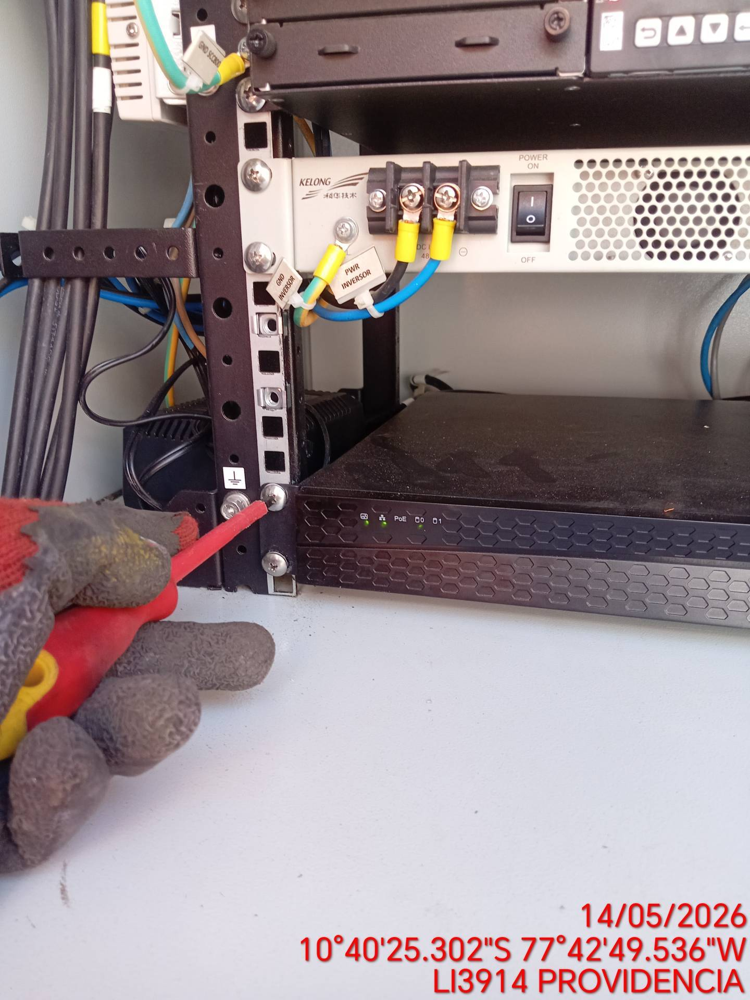 GND SCC800
POWER
ON
KELONG
科华技术
DC
48
OFF
PWR
INVERSOR
GND
INVERSOR
PoE
0
1
14/05/2026
10°40'25.302"S 77°42'49.536"W
LI3914 PROVIDENCIA